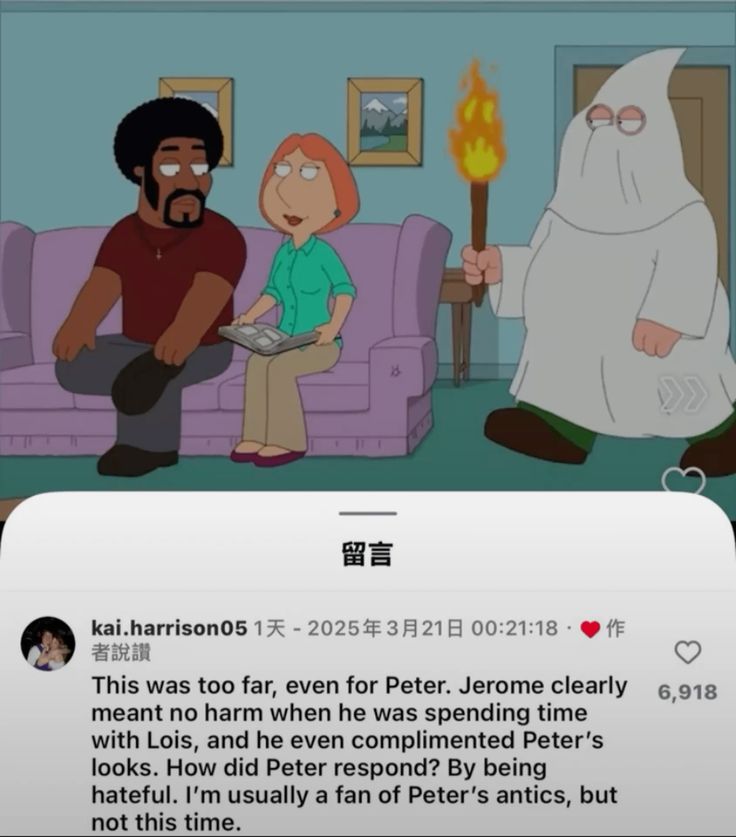 留言
kai.harrison05 1天 - 2025年3月21日 00:21:18 · ❤️ 作
者說讚
This was too far, even for Peter. Jerome clearly
meant no harm when he was spending time
with Lois, and he even complimented Peter’s
looks. How did Peter respond? By being
hateful. I’m usually a fan of Peter’s antics, but
not this time.
6,918